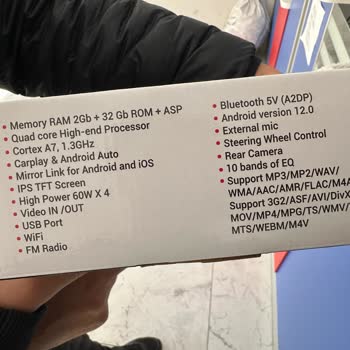 • Memory RAM 2Gb + 32 Gb ROM + ASP
• Quad core High-end Processor
• Cortex A7, 1.3GHz
• Carplay & Android Auto
• Mirror Link for Android and iOS
• IPS TFT Screen
• High Power 60W X 4
• Video IN /OUT
• USB Port
• WiFi
• FM Radio
• Bluetooth 5V (A2DP)
• Android version 12.0
• External mic
• Steering Wheel Control
• Rear Camera
• 10 bands of EQ
• Support MP3/MP2/WAV/
WMA/AAC/AMR/FLAC/M4A
Support 3G2/ASF/AVI/DivX
MOV/MP4/MPG/TS/WMV/
MTS/WEBM/M4V